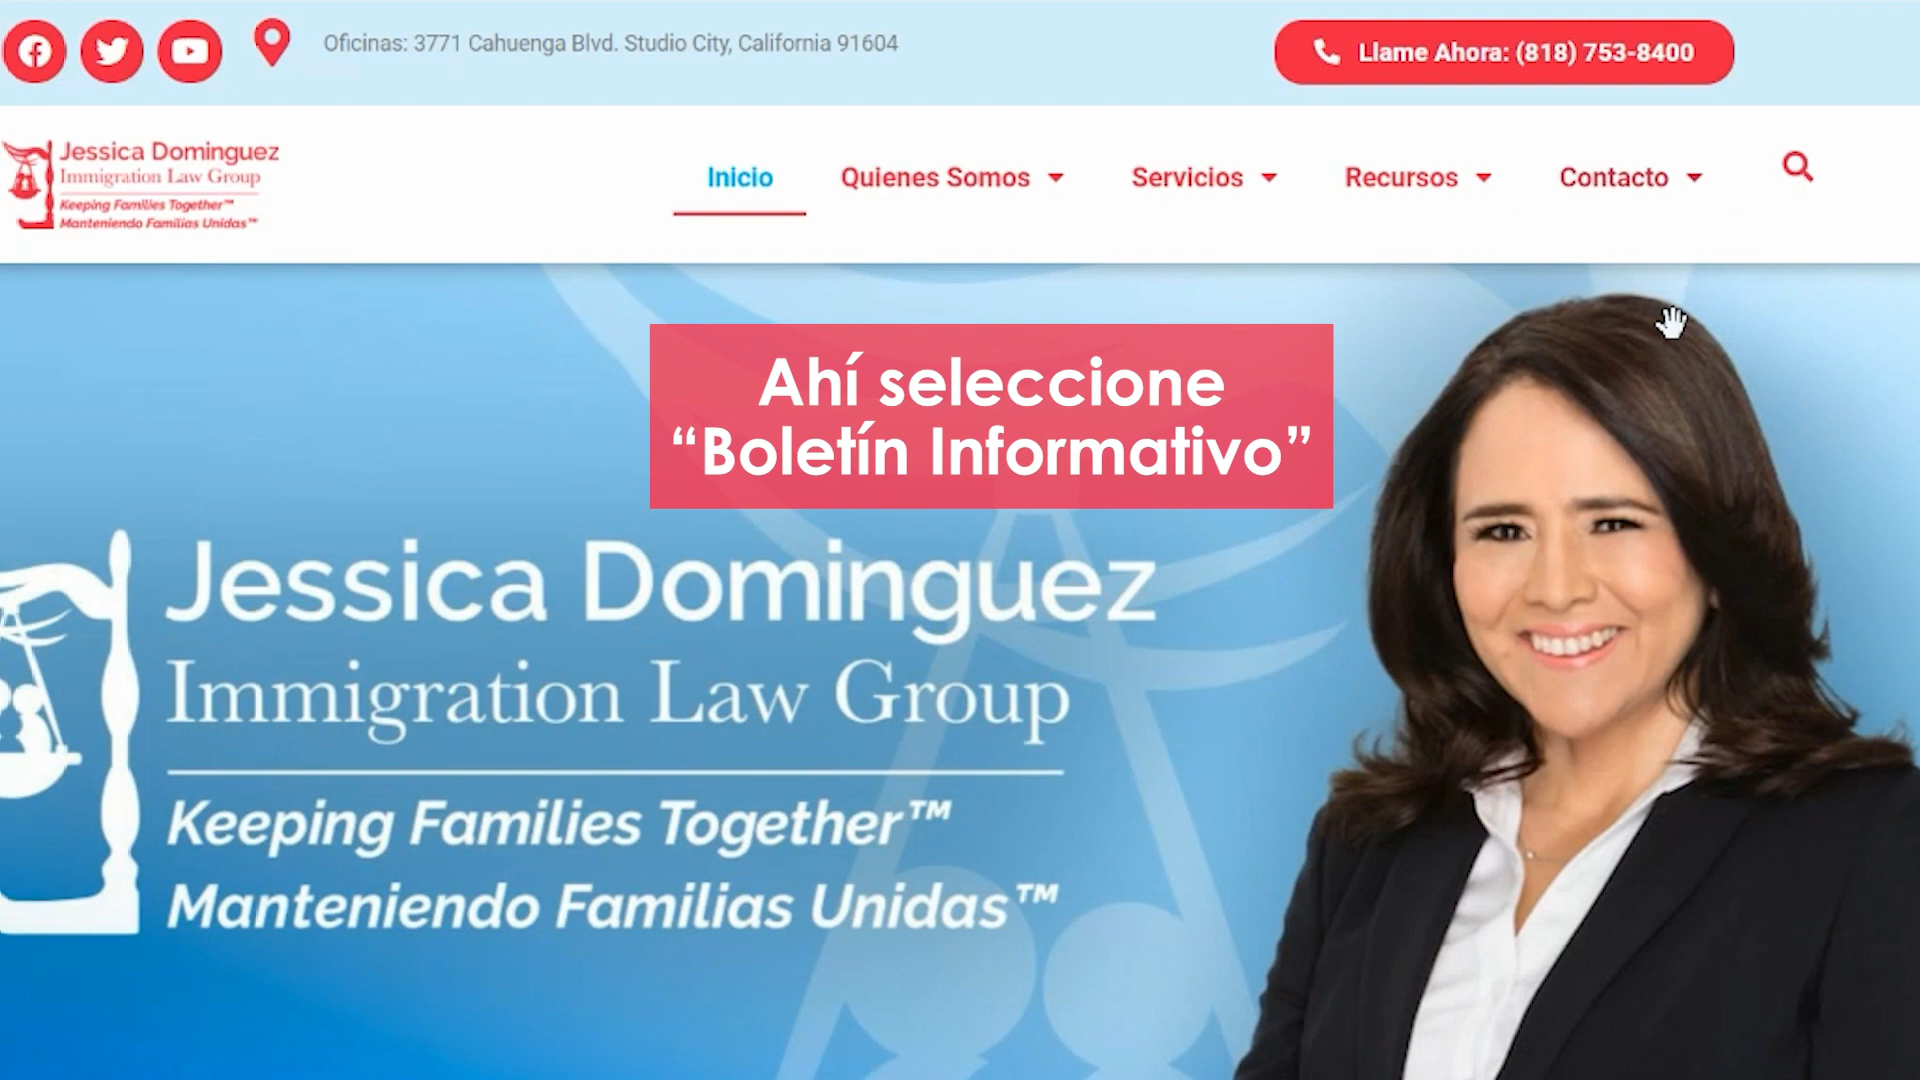 Oficinas: 3771 Cahuenga Blvd. Studio City, California 91604
Llame Ahora: (818) 753-8400
Jessica Dominguez
Immigration Law Group
Keeping Families Together™
Manteniendo Familias Unidas™
Inicio
Quienes Somos
Servicios
Recursos
Contacto
Ahí seleccione
“Boletín Informativo”
Jessica Dominguez
Immigration Law Group
Keeping Families Together™
Manteniendo Familias Unidas™